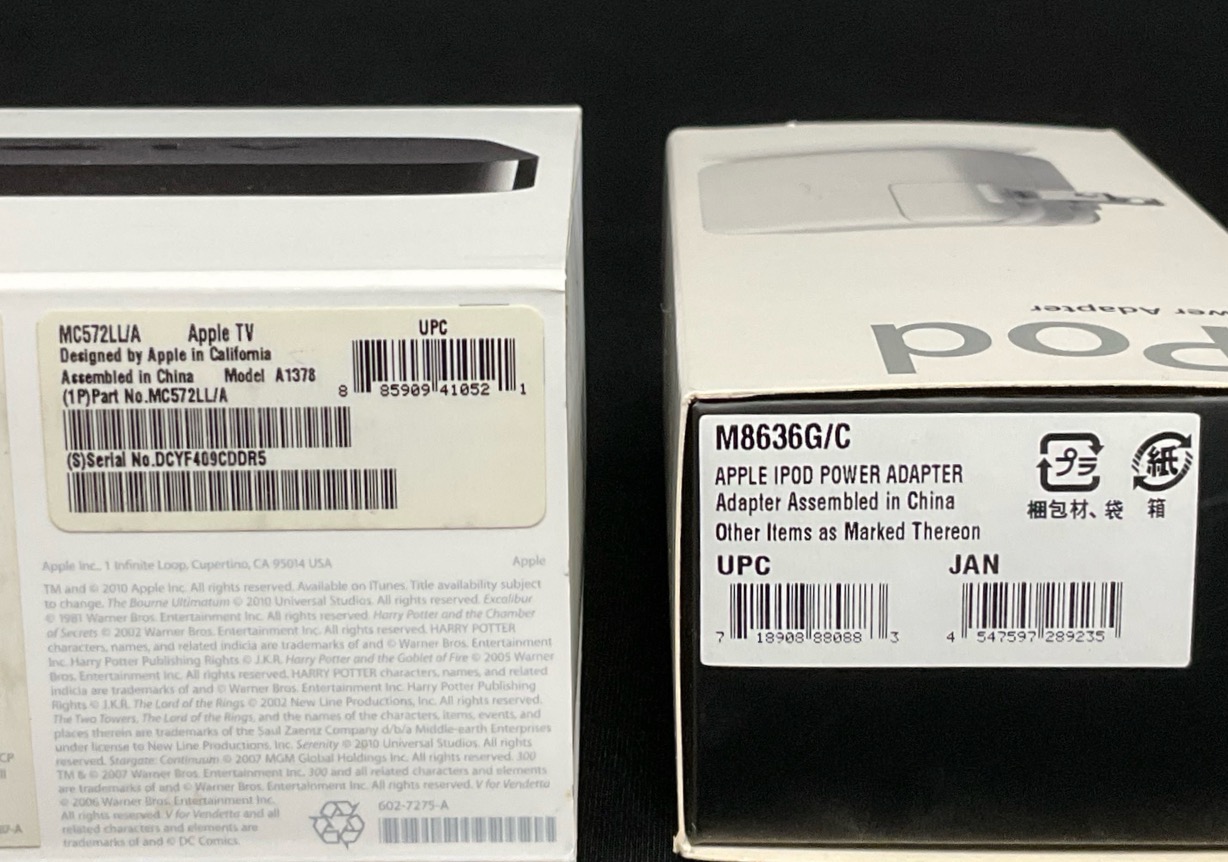 MC572LL/A Apple TV
Designed by Apple in California
Assembled in China Model A1378
(1P)Part No.MC572LL/A
UPC
8 85909 41052 1
(S)Serial No.DCYF409CDDR5
Apple Inc., 1 Infinite Loop, Cupertino, CA 95014 USA Apple
TM and © 2010 Apple Inc. All rights reserved. Available on iTunes. Title availability subject
to change. The Bourne Ultimatum © 2010 Universal Studios. All rights reserved. Excalibur
© 1981 Warner Bros. Entertainment Inc. All rights reserved. Harry Potter and the Chamber
of Secrets © 2002 Warner Bros. Entertainment Inc. All rights reserved. HARRY POTTER
characters, names, and related indicia are trademarks of and © Warner Bros. Entertainment
Inc. Harry Potter Publishing Rights © J.K.R. Harry Potter and the Goblet of Fire © 2005 Warner
Bros. Entertainment Inc. All rights reserved. HARRY POTTER characters, names, and related
indicia are trademarks of and © Warner Bros. Entertainment Inc. Harry Potter Publishing
Rights © J.K.R. The Lord of the Rings © 2002 New Line Productions, Inc. All rights reserved.
The Two Towers, The Lord of the Rings, and the names of the characters, items, events, and
places therein are trademarks of the Saul Zaentz Company d/b/a Middle-earth Enterprises
under license to New Line Productions, Inc. Serenity © 2010 Universal Studios. All rights
reserved. Stargate: Continuum © 2007 MGM Global Holdings Inc. All rights reserved. 300
TM & © 2007 Warner Bros. Entertainment Inc. 300 and all related characters and elements
are trademarks of and © Warner Bros. Entertainment Inc. All rights reserved. V for Vendetta
© 2006 Warner Bros. Entertainment Inc.
All rights reserved. V for Vendetta and all
related characters and elements are
trademarks of and © DC Comics.
602-7275-A
Pod
wer Adapter
M8636G/C
APPLE IPOD POWER ADAPTER
Adapter Assembled in China
Other Items as Marked Thereon
プラ 紙
梱包材、袋 箱
UPC JAN
7 18908 88088 3 4 547597 289235